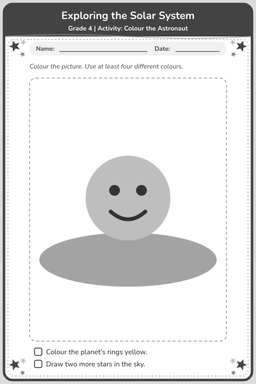 Exploring the Solar System
Grade 4 | Activity: Colour the Astronaut
Name: Date:
Colour the picture. Use at least four different colours.
Colour the planet's rings yellow.
Draw two more stars in the sky.